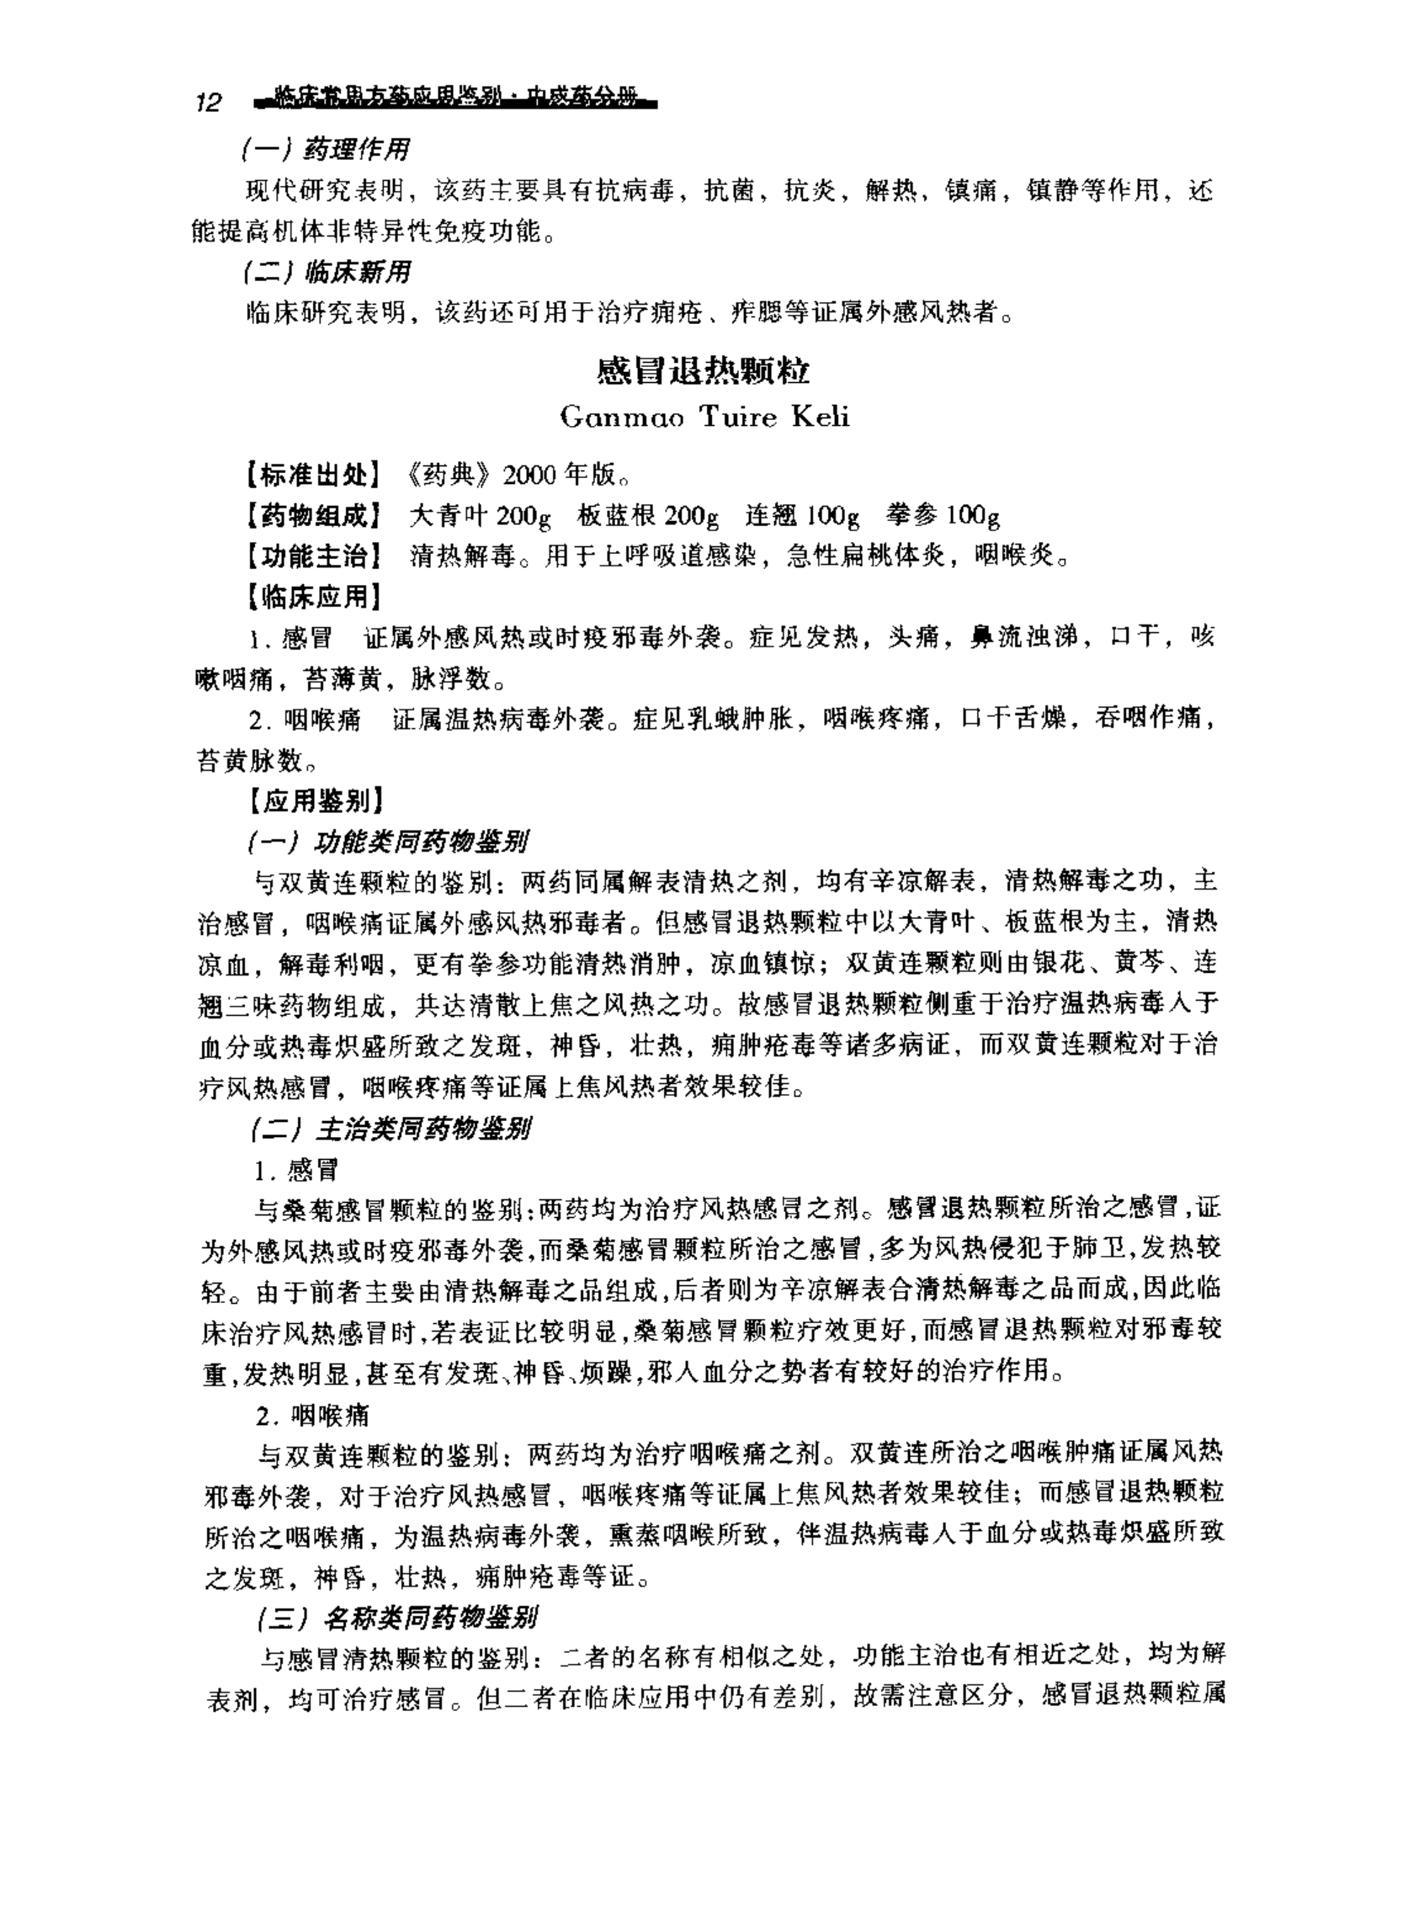 12 临床常用方药应用鉴别·中成药分册
(一) 药理作用
现代研究表明，该药主要具有抗病毒，抗菌，抗炎，解热，镇痛，镇静等作用，还
能提高机体非特异性免疫功能。
(二) 临床新用
临床研究表明，该药还可用于治疗痈疮、痄腮等证属外感风热者。
感冒退热颗粒
Ganmao Tuire Keli
【标准出处】《药典》2000 年版。
【药物组成】 大青叶 200g 板蓝根 200g 连翘 100g 拳参 100g
【功能主治】 清热解毒。用于上呼吸道感染，急性扁桃体炎，咽喉炎。
【临床应用】
1. 感冒 证属外感风热或时疫邪毒外袭。症见发热，头痛，鼻流浊涕，口干，咳
嗽咽痛，苔薄黄，脉浮数。
2. 咽喉痛 证属温热病毒外袭。症见乳蛾肿胀，咽喉疼痛，口干舌燥，吞咽作痛，
苔黄脉数。
【应用鉴别】
(一) 功能类同药物鉴别
与双黄连颗粒的鉴别：两药同属解表清热之剂，均有辛凉解表，清热解毒之功，主
治感冒，咽喉痛证属外感风热邪毒者。但感冒退热颗粒中以大青叶、板蓝根为主，清热
凉血，解毒利咽，更有拳参功能清热消肿，凉血镇惊；双黄连颗粒则由银花、黄芩、连
翘三味药物组成，共达清散上焦之风热之功。故感冒退热颗粒侧重于治疗温热病毒入于
血分或热毒炽盛所致之发斑，神昏，壮热，痈肿疮毒等诸多病证，而双黄连颗粒对于治
疗风热感冒，咽喉疼痛等证属上焦风热者效果较佳。
(二) 主治类同药物鉴别
1. 感冒
与桑菊感冒颗粒的鉴别:两药均为治疗风热感冒之剂。感冒退热颗粒所治之感冒,证
为外感风热或时疫邪毒外袭,而桑菊感冒颗粒所治之感冒,多为风热侵犯于肺卫,发热较
轻。由于前者主要由清热解毒之品组成,后者则为辛凉解表合清热解毒之品而成,因此临
床治疗风热感冒时,若表证比较明显,桑菊感冒颗粒疗效更好,而感冒退热颗粒对邪毒较
重,发热明显,甚至有发斑、神昏、烦躁,邪入血分之势者有较好的治疗作用。
2. 咽喉痛
与双黄连颗粒的鉴别：两药均为治疗咽喉痛之剂。双黄连所治之咽喉肿痛证属风热
邪毒外袭，对于治疗风热感冒，咽喉疼痛等证属上焦风热者效果较佳；而感冒退热颗粒
所治之咽喉痛，为温热病毒外袭，熏蒸咽喉所致，伴温热病毒入于血分或热毒炽盛所致
之发斑，神昏，壮热，痈肿疮毒等证。
(三) 名称类同药物鉴别
与感冒清热颗粒的鉴别：二者的名称有相似之处，功能主治也有相近之处，均为解
表剂，均可治疗感冒。但二者在临床应用中仍有差别，故需注意区分，感冒退热颗粒属